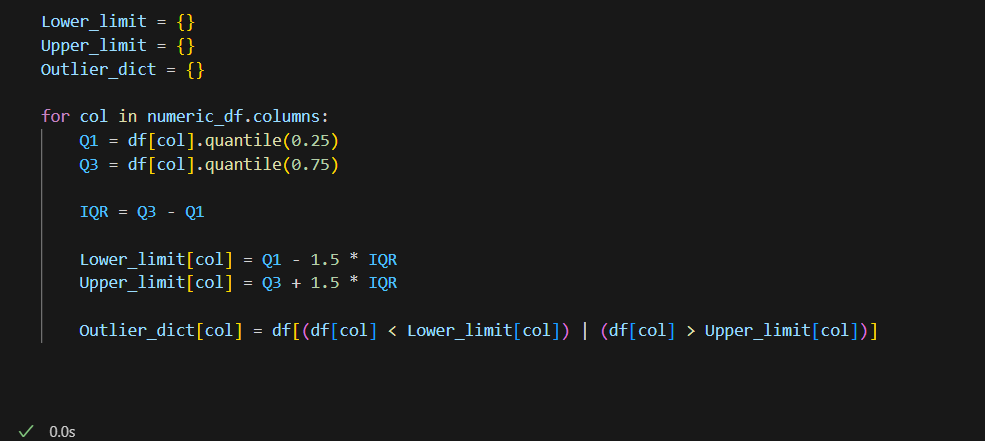 Lower_limit = {}
Upper_limit = {}
Outlier_dict = {}
for col in numeric_df.columns:
    Q1 = df[col].quantile(0.25)
    Q3 = df[col].quantile(0.75)
    IQR = Q3 - Q1
    Lower_limit[col] = Q1 - 1.5 * IQR
    Upper_limit[col] = Q3 + 1.5 * IQR
    Outlier_dict[col] = df[(df[col] < Lower_limit[col]) | (df[col] > Upper_limit[col])]
0.0s